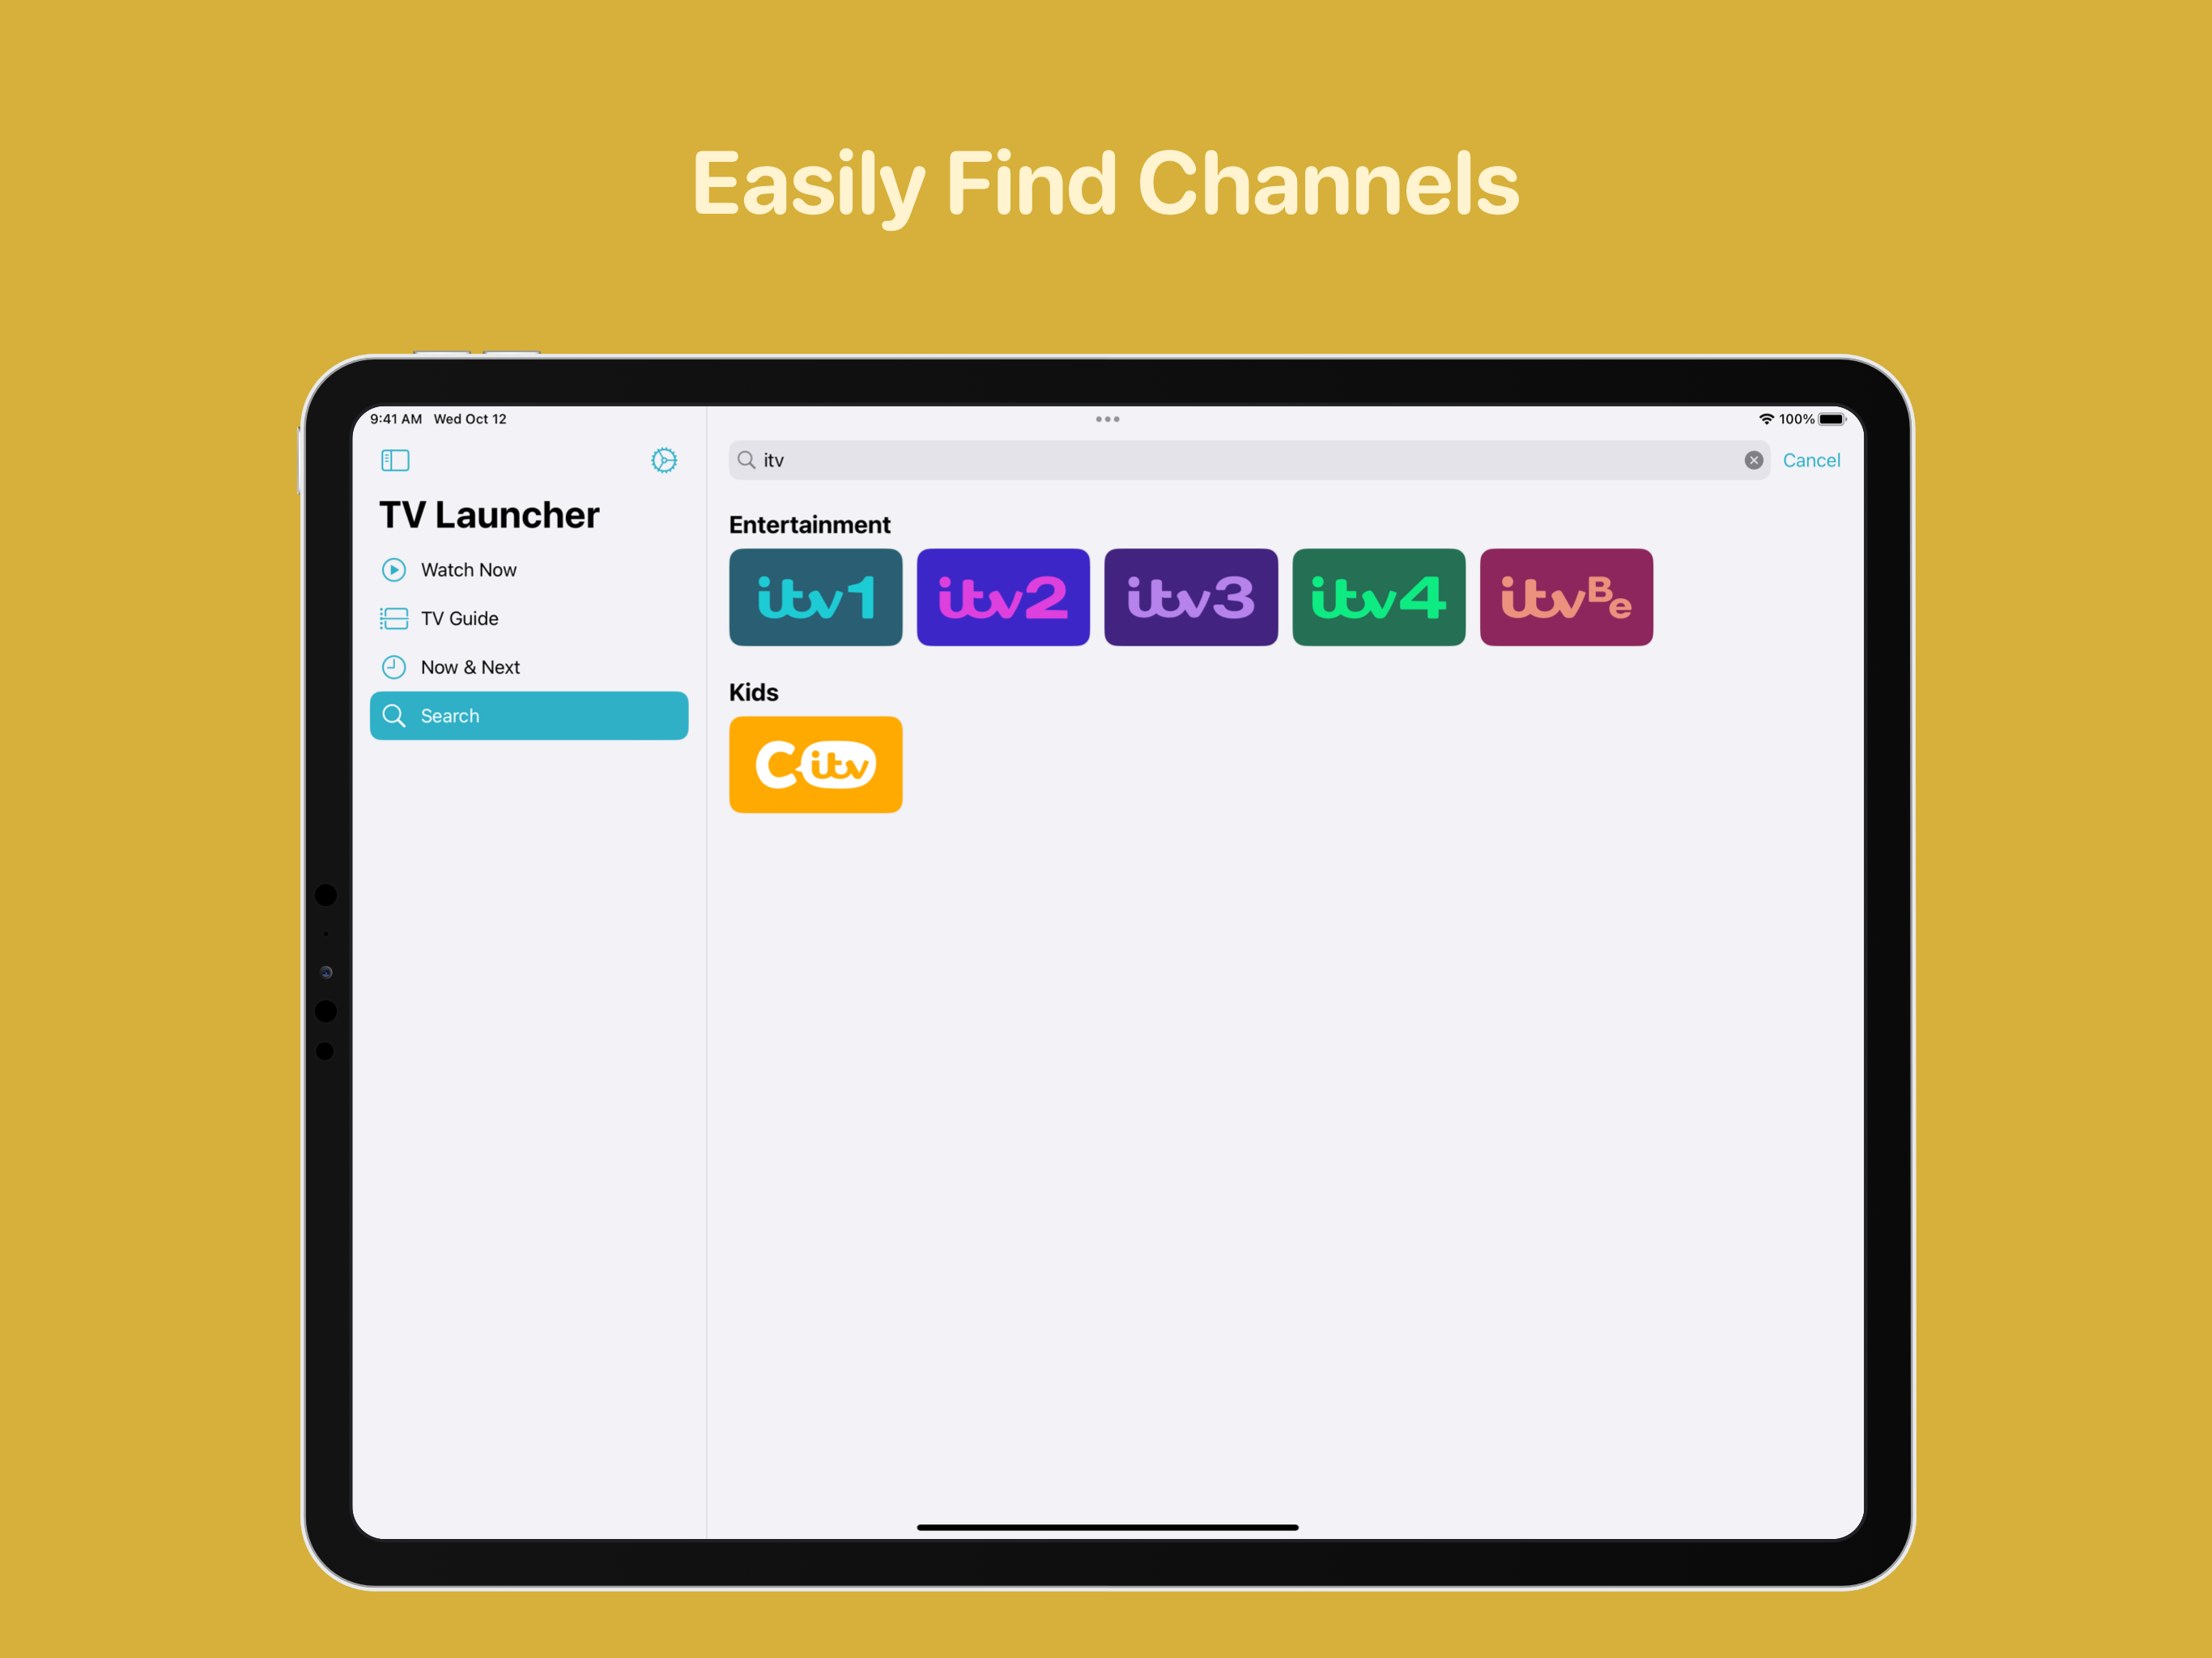 Easily Find Channels
9:41 AM Wed Oct 12
100%
TV Launcher
Watch Now
TV Guide
Now & Next
Search
itv
Cancel
Entertainment
itv1 itv2 itv3 itv4 itvBe
Kids
Citv